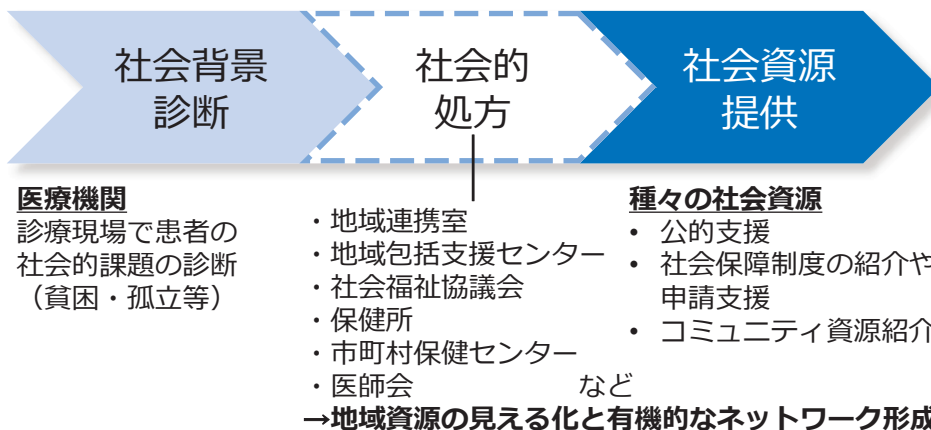 社会背景
診断
社会的
処方
社会資源
提供
医療機関
診療現場で患者の
社会的課題の診断
（貧困・孤立等）
・地域連携室
・地域包括支援センター
・社会福祉協議会
・保健所
・市町村保健センター
・医師会 など
→地域資源の見える化と有機的なネットワーク形成
種々の社会資源
• 公的支援
• 社会保障制度の紹介や
申請支援
• コミュニティ資源紹介